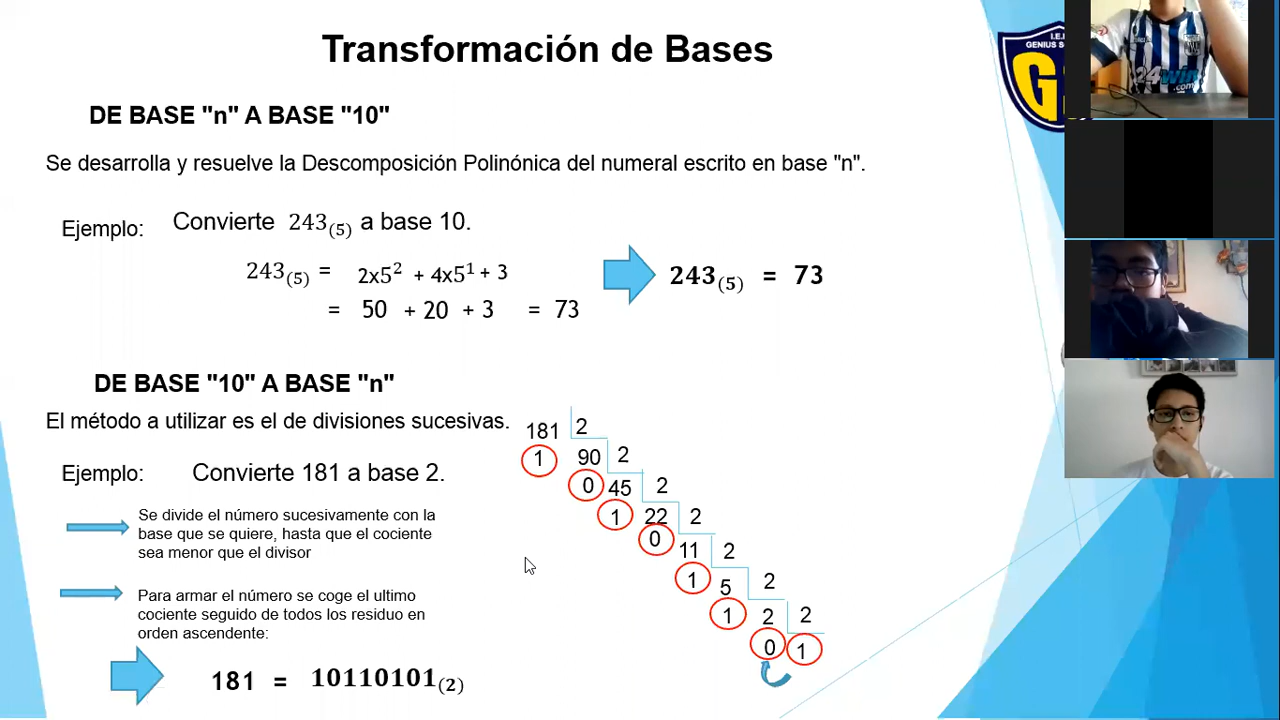 Transformación de Bases
I.E.
GENIUS S
G
DE BASE "n" A BASE "10"
Se desarrolla y resuelve la Descomposición Polinónica del numeral escrito en base "n".
Ejemplo: Convierte 243(5) a base 10.
243(5) = 2x5² + 4x5¹ + 3
= 50 + 20 + 3 = 73
243(5) = 73
DE BASE "10" A BASE "n"
El método a utilizar es el de divisiones sucesivas.
Ejemplo: Convierte 181 a base 2.
Se divide el número sucesivamente con la
base que se quiere, hasta que el cociente
sea menor que el divisor
Para armar el número se coge el ultimo
cociente seguido de todos los residuo en
orden ascendente:
181 = 10110101(2)
181 2
1 90 2
0 45 2
1 22 2
0 11 2
1 5 2
1 2 2
0 1
24win
.com